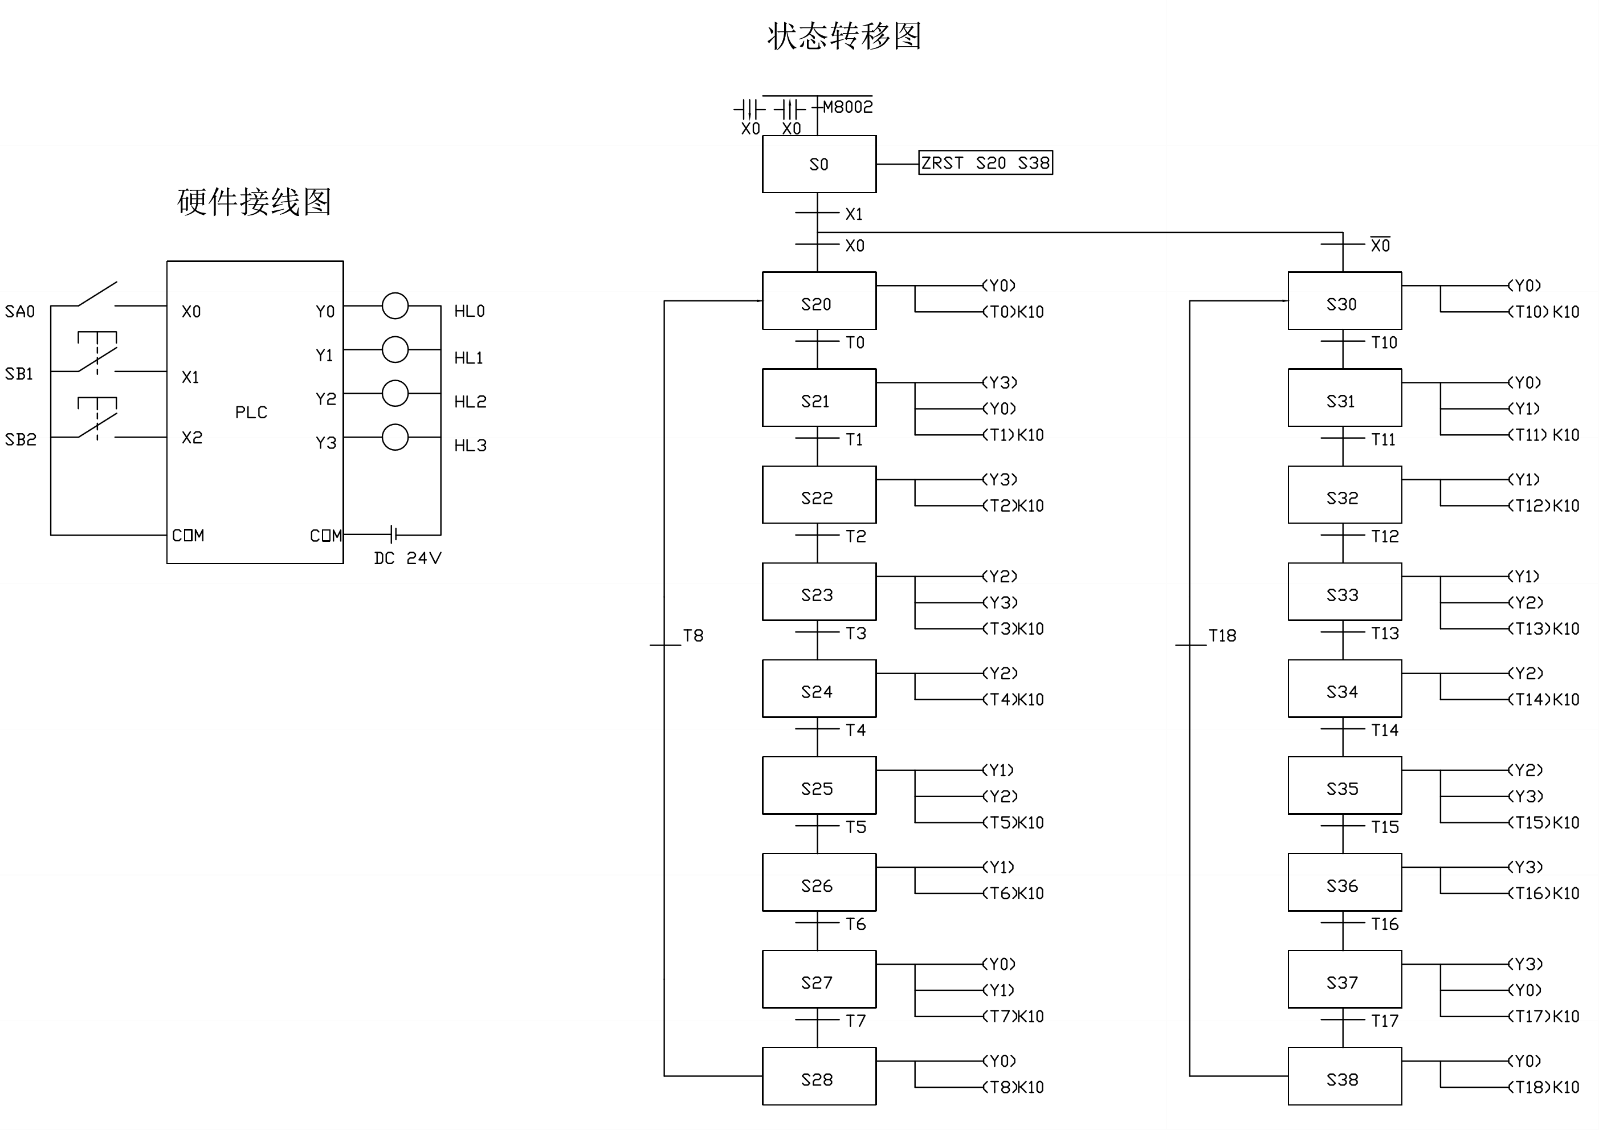 状态转移图
M8002
X0 X0
S0
ZRST S20 S38
X1
X0
X0
硬件接线图
SA0
X0
Y0
HL0
SB1
X1
Y1
HL1
PLC
Y2
HL2
SB2
X2
Y3
HL3
COM
COM
DC 24V
S20
(Y0)
(T0)K10
T0
S21
(Y3)
(Y0)
(T1)K10
T1
S22
(Y3)
(T2)K10
T2
S23
(Y2)
(Y3)
(T3)K10
T3
T8
S24
(Y2)
(T4)K10
T4
S25
(Y1)
(Y2)
(T5)K10
T5
S26
(Y1)
(T6)K10
T6
S27
(Y0)
(Y1)
(T7)K10
T7
S28
(Y0)
(T8)K10
S30
(Y0)
(T10)K10
T10
S31
(Y0)
(Y1)
(T11)K10
T11
S32
(Y1)
(T12)K10
T12
S33
(Y1)
(Y2)
(T13)K10
T13
T18
S34
(Y2)
(T14)K10
T14
S35
(Y2)
(Y3)
(T15)K10
T15
S36
(Y3)
(T16)K10
T16
S37
(Y3)
(Y0)
(T17)K10
T17
S38
(Y0)
(T18)K10